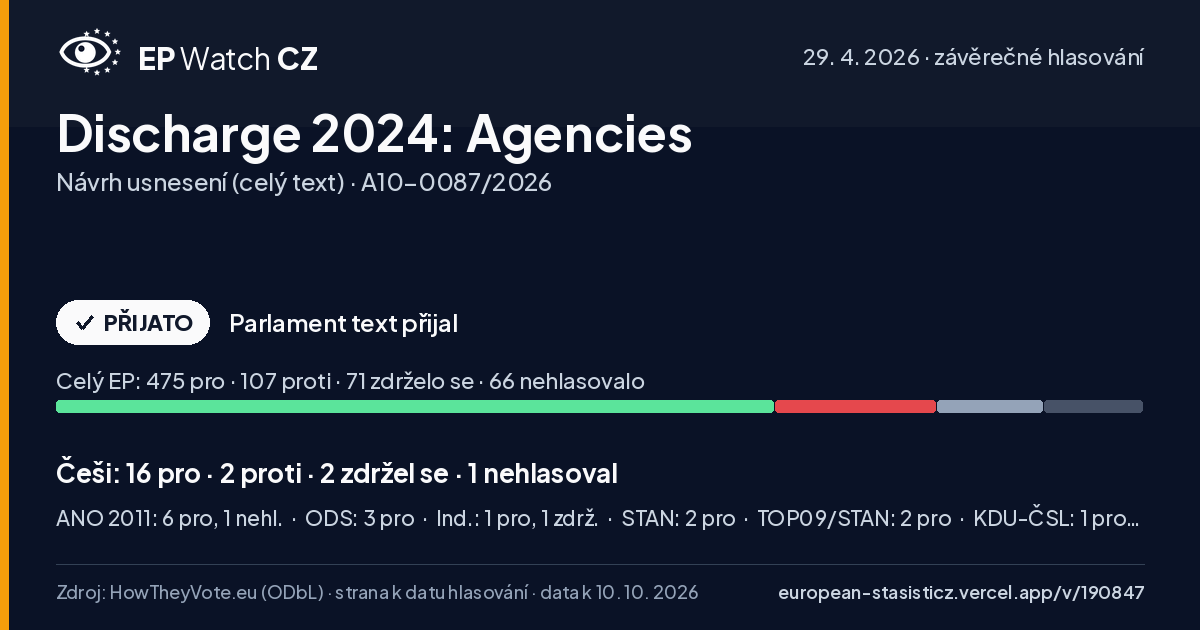 EP Watch CZ
29. 4. 2026 · závěrečné hlasování
Discharge 2024: Agencies
Návrh usnesení (celý text) · A10-0087/2026
✓ PŘIJATO
Parlament text přijal
Celý EP: 475 pro · 107 proti · 71 zdrželo se · 66 nehlasovalo
Češi: 16 pro · 2 proti · 2 zdržel se · 1 nehlasoval
ANO 2011: 6 pro, 1 nehl. · ODS: 3 pro · Ind.: 1 pro, 1 zdrž. · STAN: 2 pro · TOP09/STAN: 2 pro · KDU-ČSL: 1 pro…
Zdroj: HowTheyVote.eu (ODbL) · strana k datu hlasování · data k 10. 10. 2026
european-stasisticz.vercel.app/v/190847